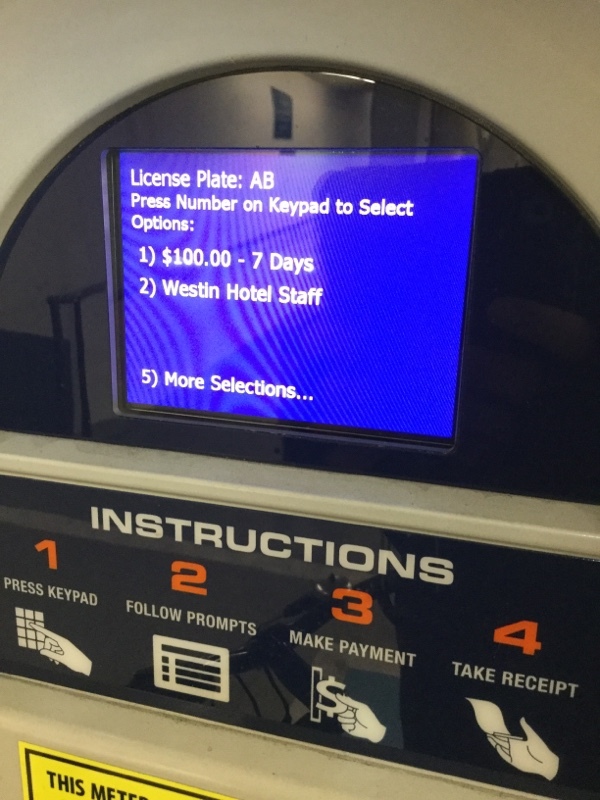 License Plate: AB
Press Number on Keypad to Select
Options:
1) $100.00 - 7 Days
2) Westin Hotel Staff
5) More Selections...
INSTRUCTIONS
1
PRESS KEYPAD
2
FOLLOW PROMPTS
3
MAKE PAYMENT
$
4
TAKE RECEIPT
THIS METER